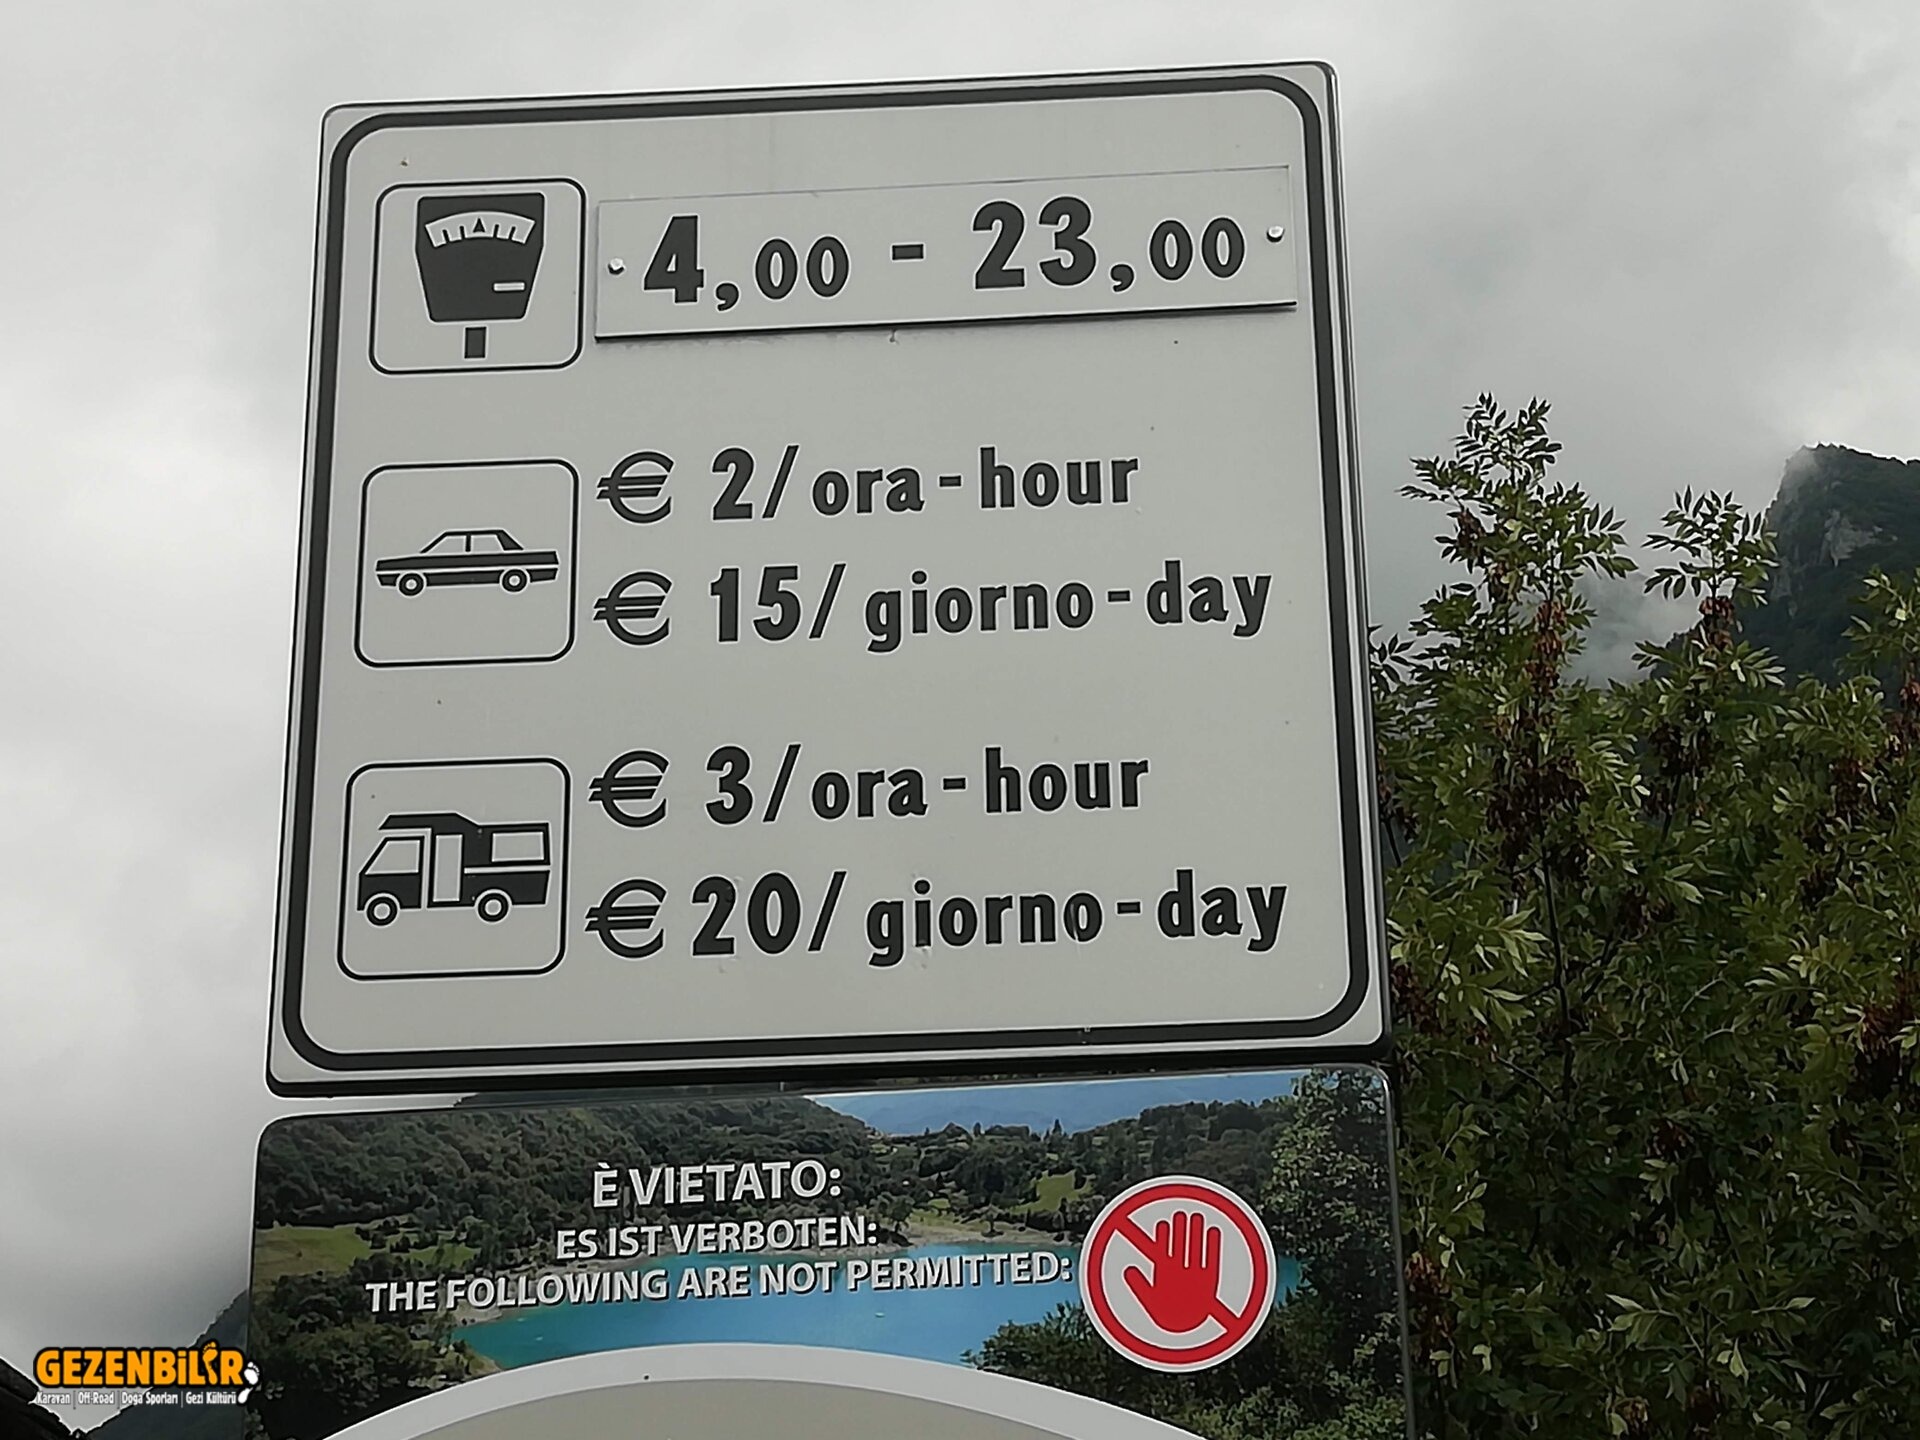 4,00 - 23,00
€ 2/ora-hour
€ 15/giorno-day
€ 3/ora-hour
€ 20/giorno-day
È VIETATO:
ES IST VERBOTEN:
THE FOLLOWING ARE NOT PERMITTED:
GEZENBiLiR
Karavan | Off-Road | Doğa Sporları | Gezi Kültürü